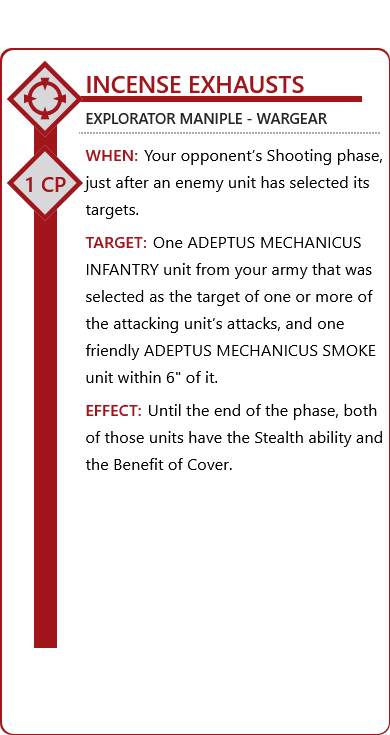 INCENSE EXHAUSTS
EXPLORATOR MANIPLE - WARGEAR
1 CP
WHEN: Your opponent’s Shooting phase,
just after an enemy unit has selected its
targets.
TARGET: One ADEPTUS MECHANICUS
INFANTRY unit from your army that was
selected as the target of one or more of
the attacking unit’s attacks, and one
friendly ADEPTUS MECHANICUS SMOKE
unit within 6" of it.
EFFECT: Until the end of the phase, both
of those units have the Stealth ability and
the Benefit of Cover.